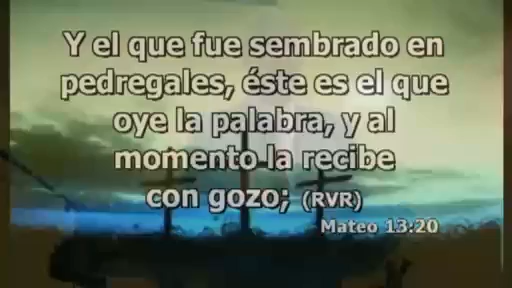 Y el que fue sembrado en
pedregales, éste es el que
oye la palabra, y al
momento la recibe
con gozo; (RVR)
Mateo 13:20